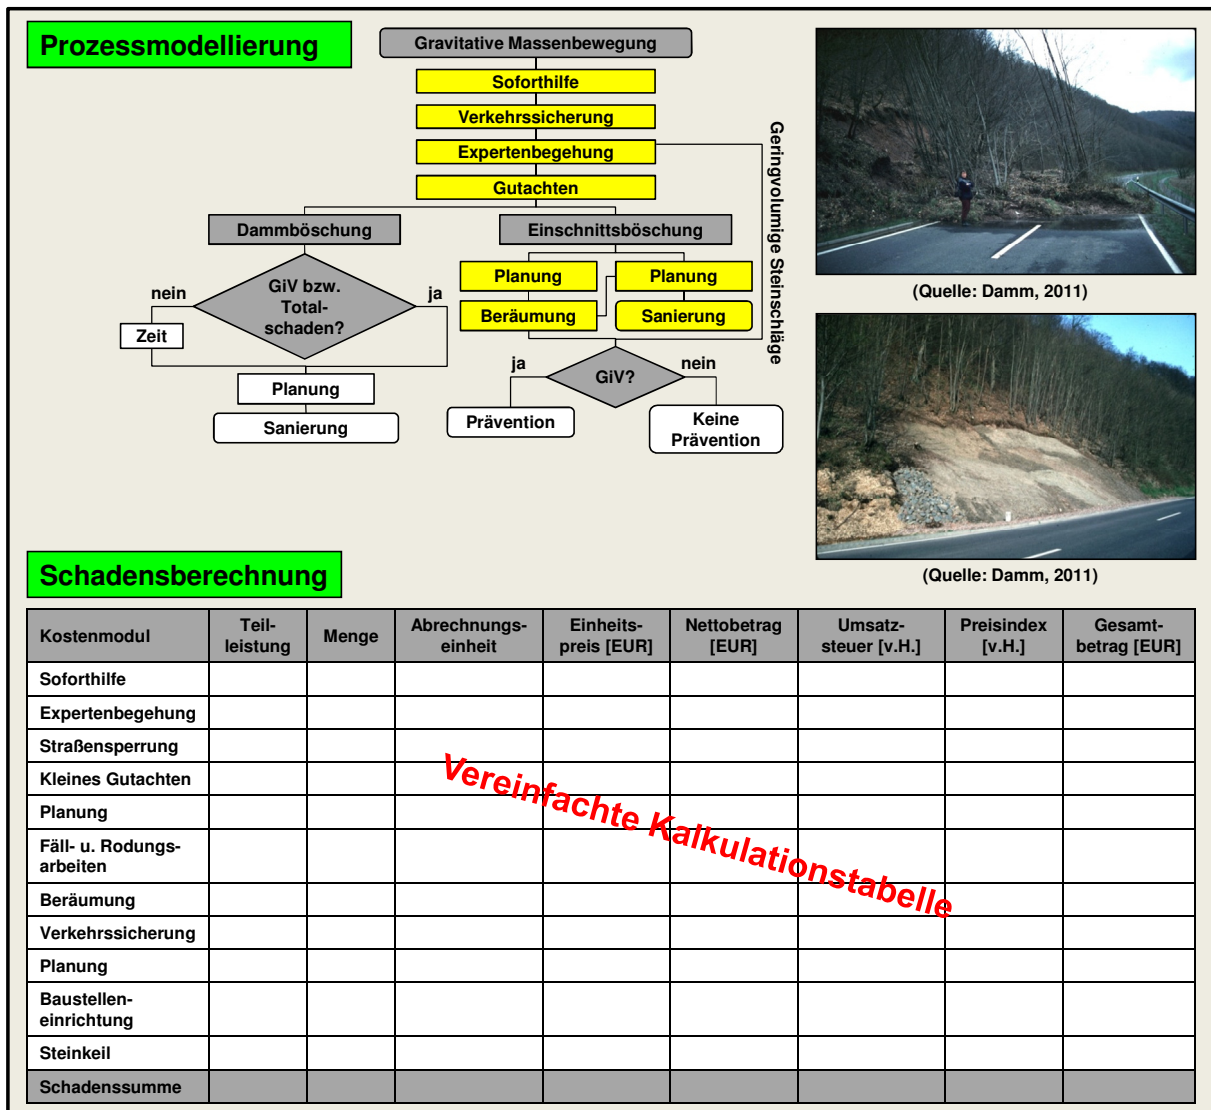 Prozessmodellierung
Gravitative Massenbewegung
Soforthilfe
Verkehrssicherung
Expertenbegehung
Gutachten
Geringvolumige Steinschläge
Dammböschung
Einschnittsböschung
GiV bzw.
Total-
schaden?
nein
ja
Zeit
Planung
Sanierung
Planung
Planung
Beräumung
Sanierung
GiV?
ja
nein
Prävention
Keine
Prävention
(Quelle: Damm, 2011)
(Quelle: Damm, 2011)
Schadensberechnung
Kostenmodul
Teil-
leistung
Menge
Abrechnungs-
einheit
Einheits-
preis [EUR]
Nettobetrag
[EUR]
Umsatz-
steuer [v.H.]
Preisindex
[v.H.]
Gesamt-
betrag [EUR]
Soforthilfe
Expertenbegehung
Straßensperrung
Kleines Gutachten
Planung
Fäll- u. Rodungs-
arbeiten
Beräumung
Verkehrssicherung
Planung
Baustellen-
einrichtung
Steinkeil
Schadenssumme
Vereinfachte Kalkulationstabelle